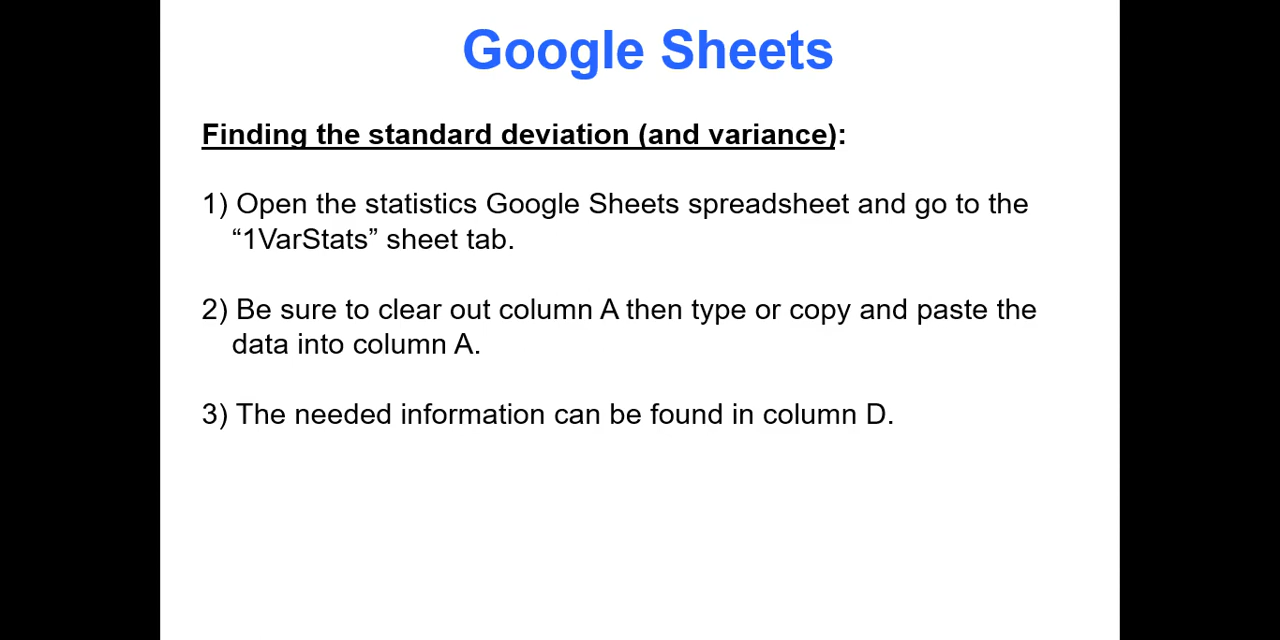 Google Sheets
Finding the standard deviation (and variance):
1) Open the statistics Google Sheets spreadsheet and go to the
“1VarStats” sheet tab.
2) Be sure to clear out column A then type or copy and paste the
data into column A.
3) The needed information can be found in column D.